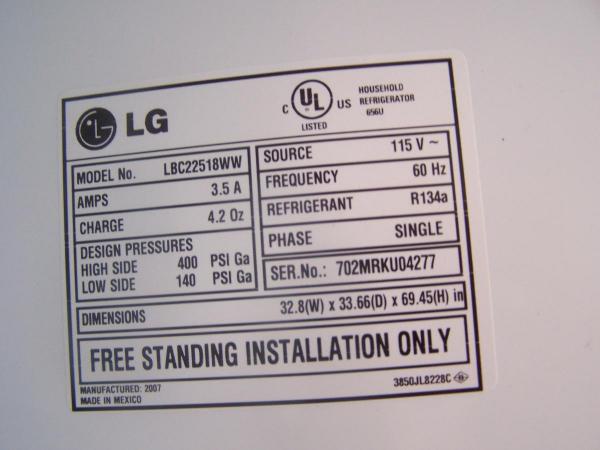 LG
C UL US
LISTED
HOUSEHOLD
REFRIGERATOR
656U
MODEL No. LBC22518WW
AMPS 3.5 A
CHARGE 4.2 Oz
DESIGN PRESSURES
HIGH SIDE 400 PSI Ga
LOW SIDE 140 PSI Ga
SOURCE 115 V ~
FREQUENCY 60 Hz
REFRIGERANT R134a
PHASE SINGLE
SER.No.: 702MRKU04277
DIMENSIONS 32.8(W) x 33.66(D) x 69.45(H) in
FREE STANDING INSTALLATION ONLY
MANUFACTURED: 2007
MADE IN MEXICO
3850JL8228C